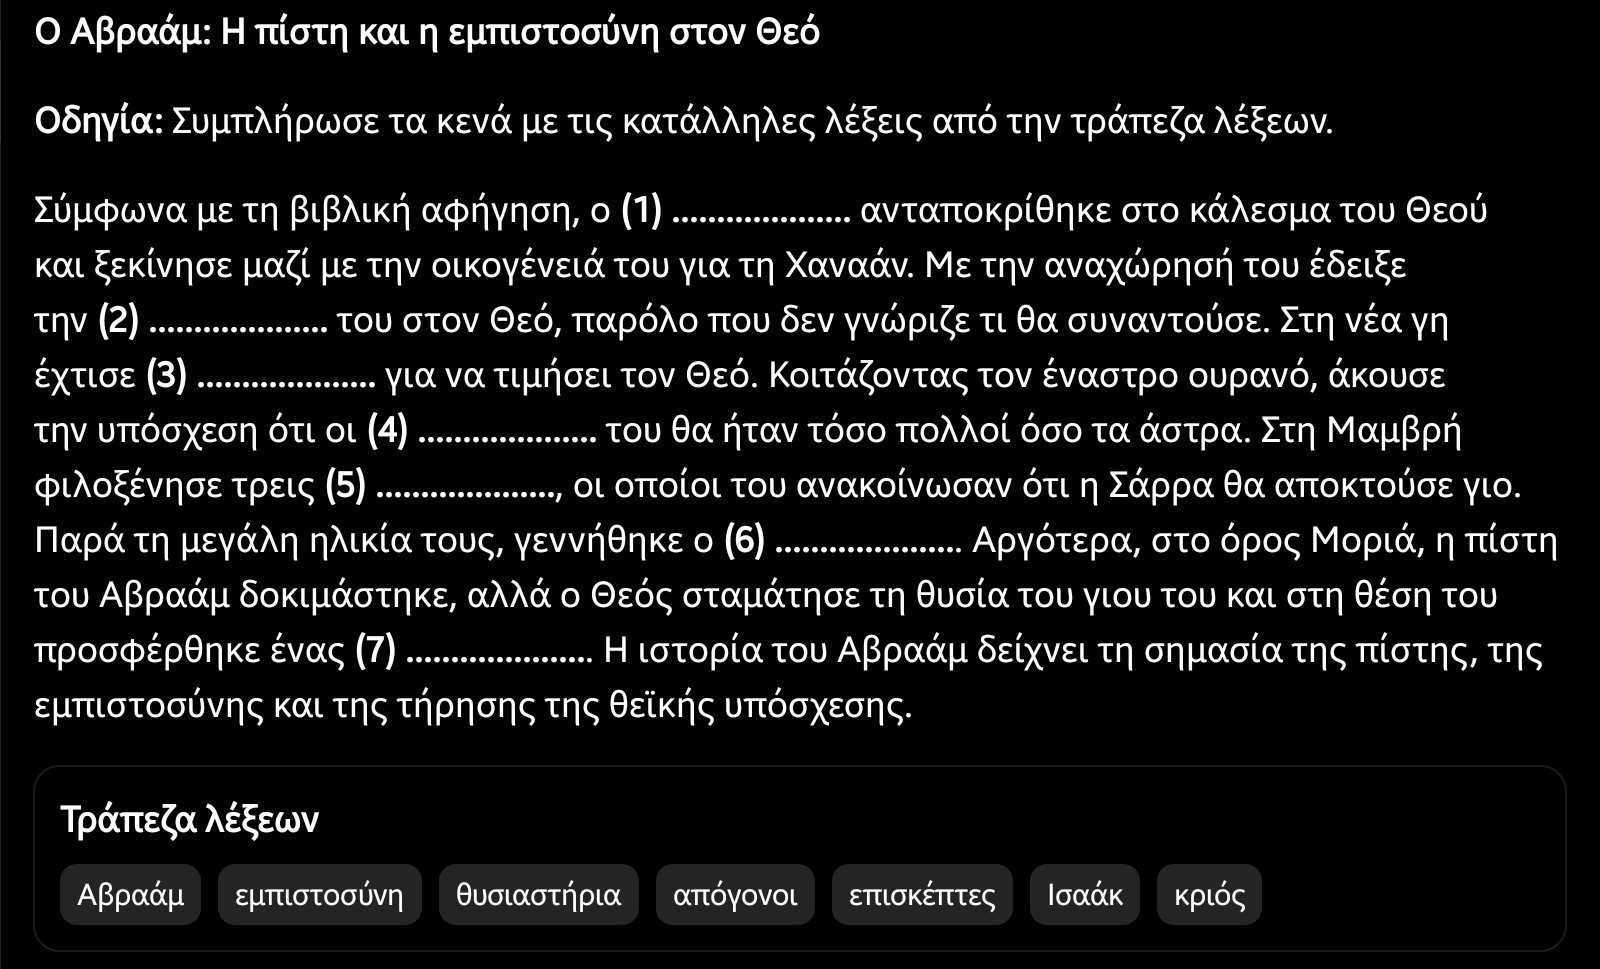 Ο Αβραάμ: Η πίστη και η εμπιστοσύνη στον Θεό
Οδηγία: Συμπλήρωσε τα κενά με τις κατάλληλες λέξεις από την τράπεζα λέξεων.
Σύμφωνα με τη βιβλική αφήγηση, ο (1) .................... ανταποκρίθηκε στο κάλεσμα του Θεού
και ξεκίνησε μαζί με την οικογένειά του για τη Χαναάν. Με την αναχώρησή του έδειξε
την (2) .................... του στον Θεό, παρόλο που δεν γνώριζε τι θα συναντούσε. Στη νέα γη
έχτισε (3) .................... για να τιμήσει τον Θεό. Κοιτάζοντας τον έναστρο ουρανό, άκουσε
την υπόσχεση ότι οι (4) .................... του θα ήταν τόσο πολλοί όσο τα άστρα. Στη Μαμβρή
φιλοξένησε τρεις (5) ...................., οι οποίοι του ανακοίνωσαν ότι η Σάρρα θα αποκτούσε γιο.
Παρά τη μεγάλη ηλικία τους, γεννήθηκε ο (6) ..................... Αργότερα, στο όρος Μοριά, η πίστη
του Αβραάμ δοκιμάστηκε, αλλά ο Θεός σταμάτησε τη θυσία του γιου του και στη θέση του
προσφέρθηκε ένας (7) ..................... Η ιστορία του Αβραάμ δείχνει τη σημασία της πίστης, της
εμπιστοσύνης και της τήρησης της θεϊκής υπόσχεσης.
Τράπεζα λέξεων
Αβραάμ εμπιστοσύνη θυσιαστήρια απόγονοι επισκέπτες Ισαάκ κριός